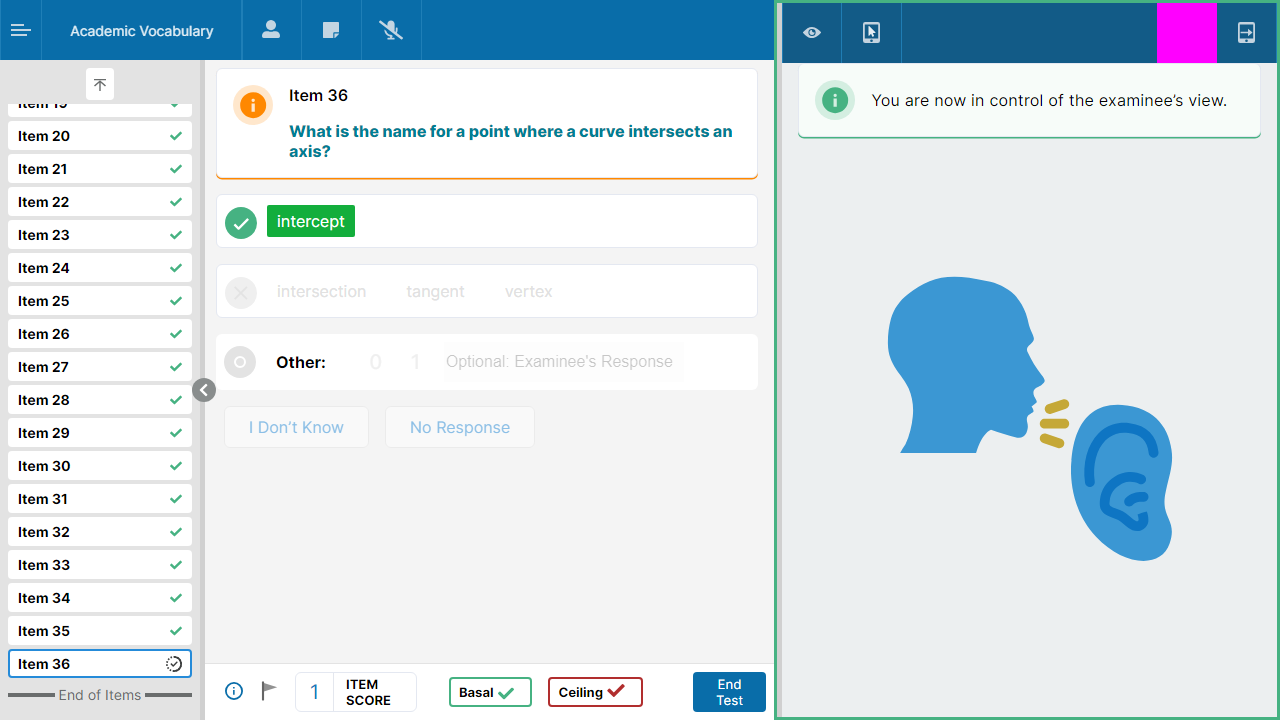 Academic Vocabulary
Item 19
Item 20
Item 21
Item 22
Item 23
Item 24
Item 25
Item 26
Item 27
Item 28
Item 29
Item 30
Item 31
Item 32
Item 33
Item 34
Item 35
Item 36
End of Items
Item 36
What is the name for a point where a curve intersects an
axis?
intercept
intersection tangent vertex
Other: 0 1 Optional: Examinee's Response
I Don’t Know No Response
1 ITEM
SCORE
Basal Ceiling
End
Test
You are now in control of the examinee’s view.